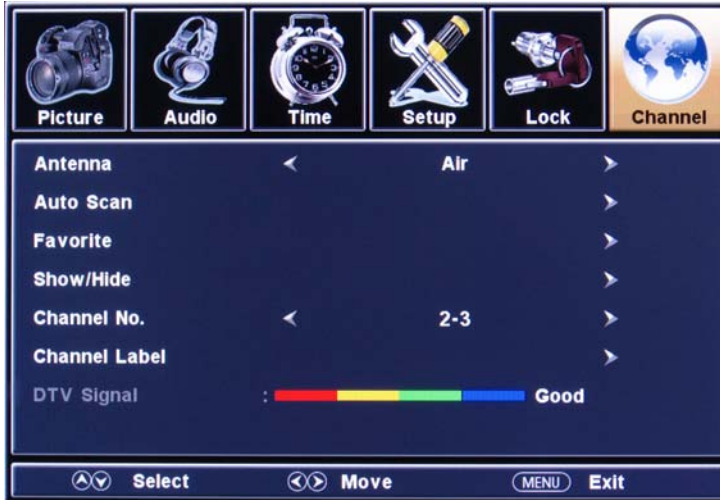 Picture Audio Time Setup Lock Channel
Antenna Air
Auto Scan
Favorite
Show/Hide
Channel No. 2-3
Channel Label
DTV Signal : Good
Select Move MENU Exit